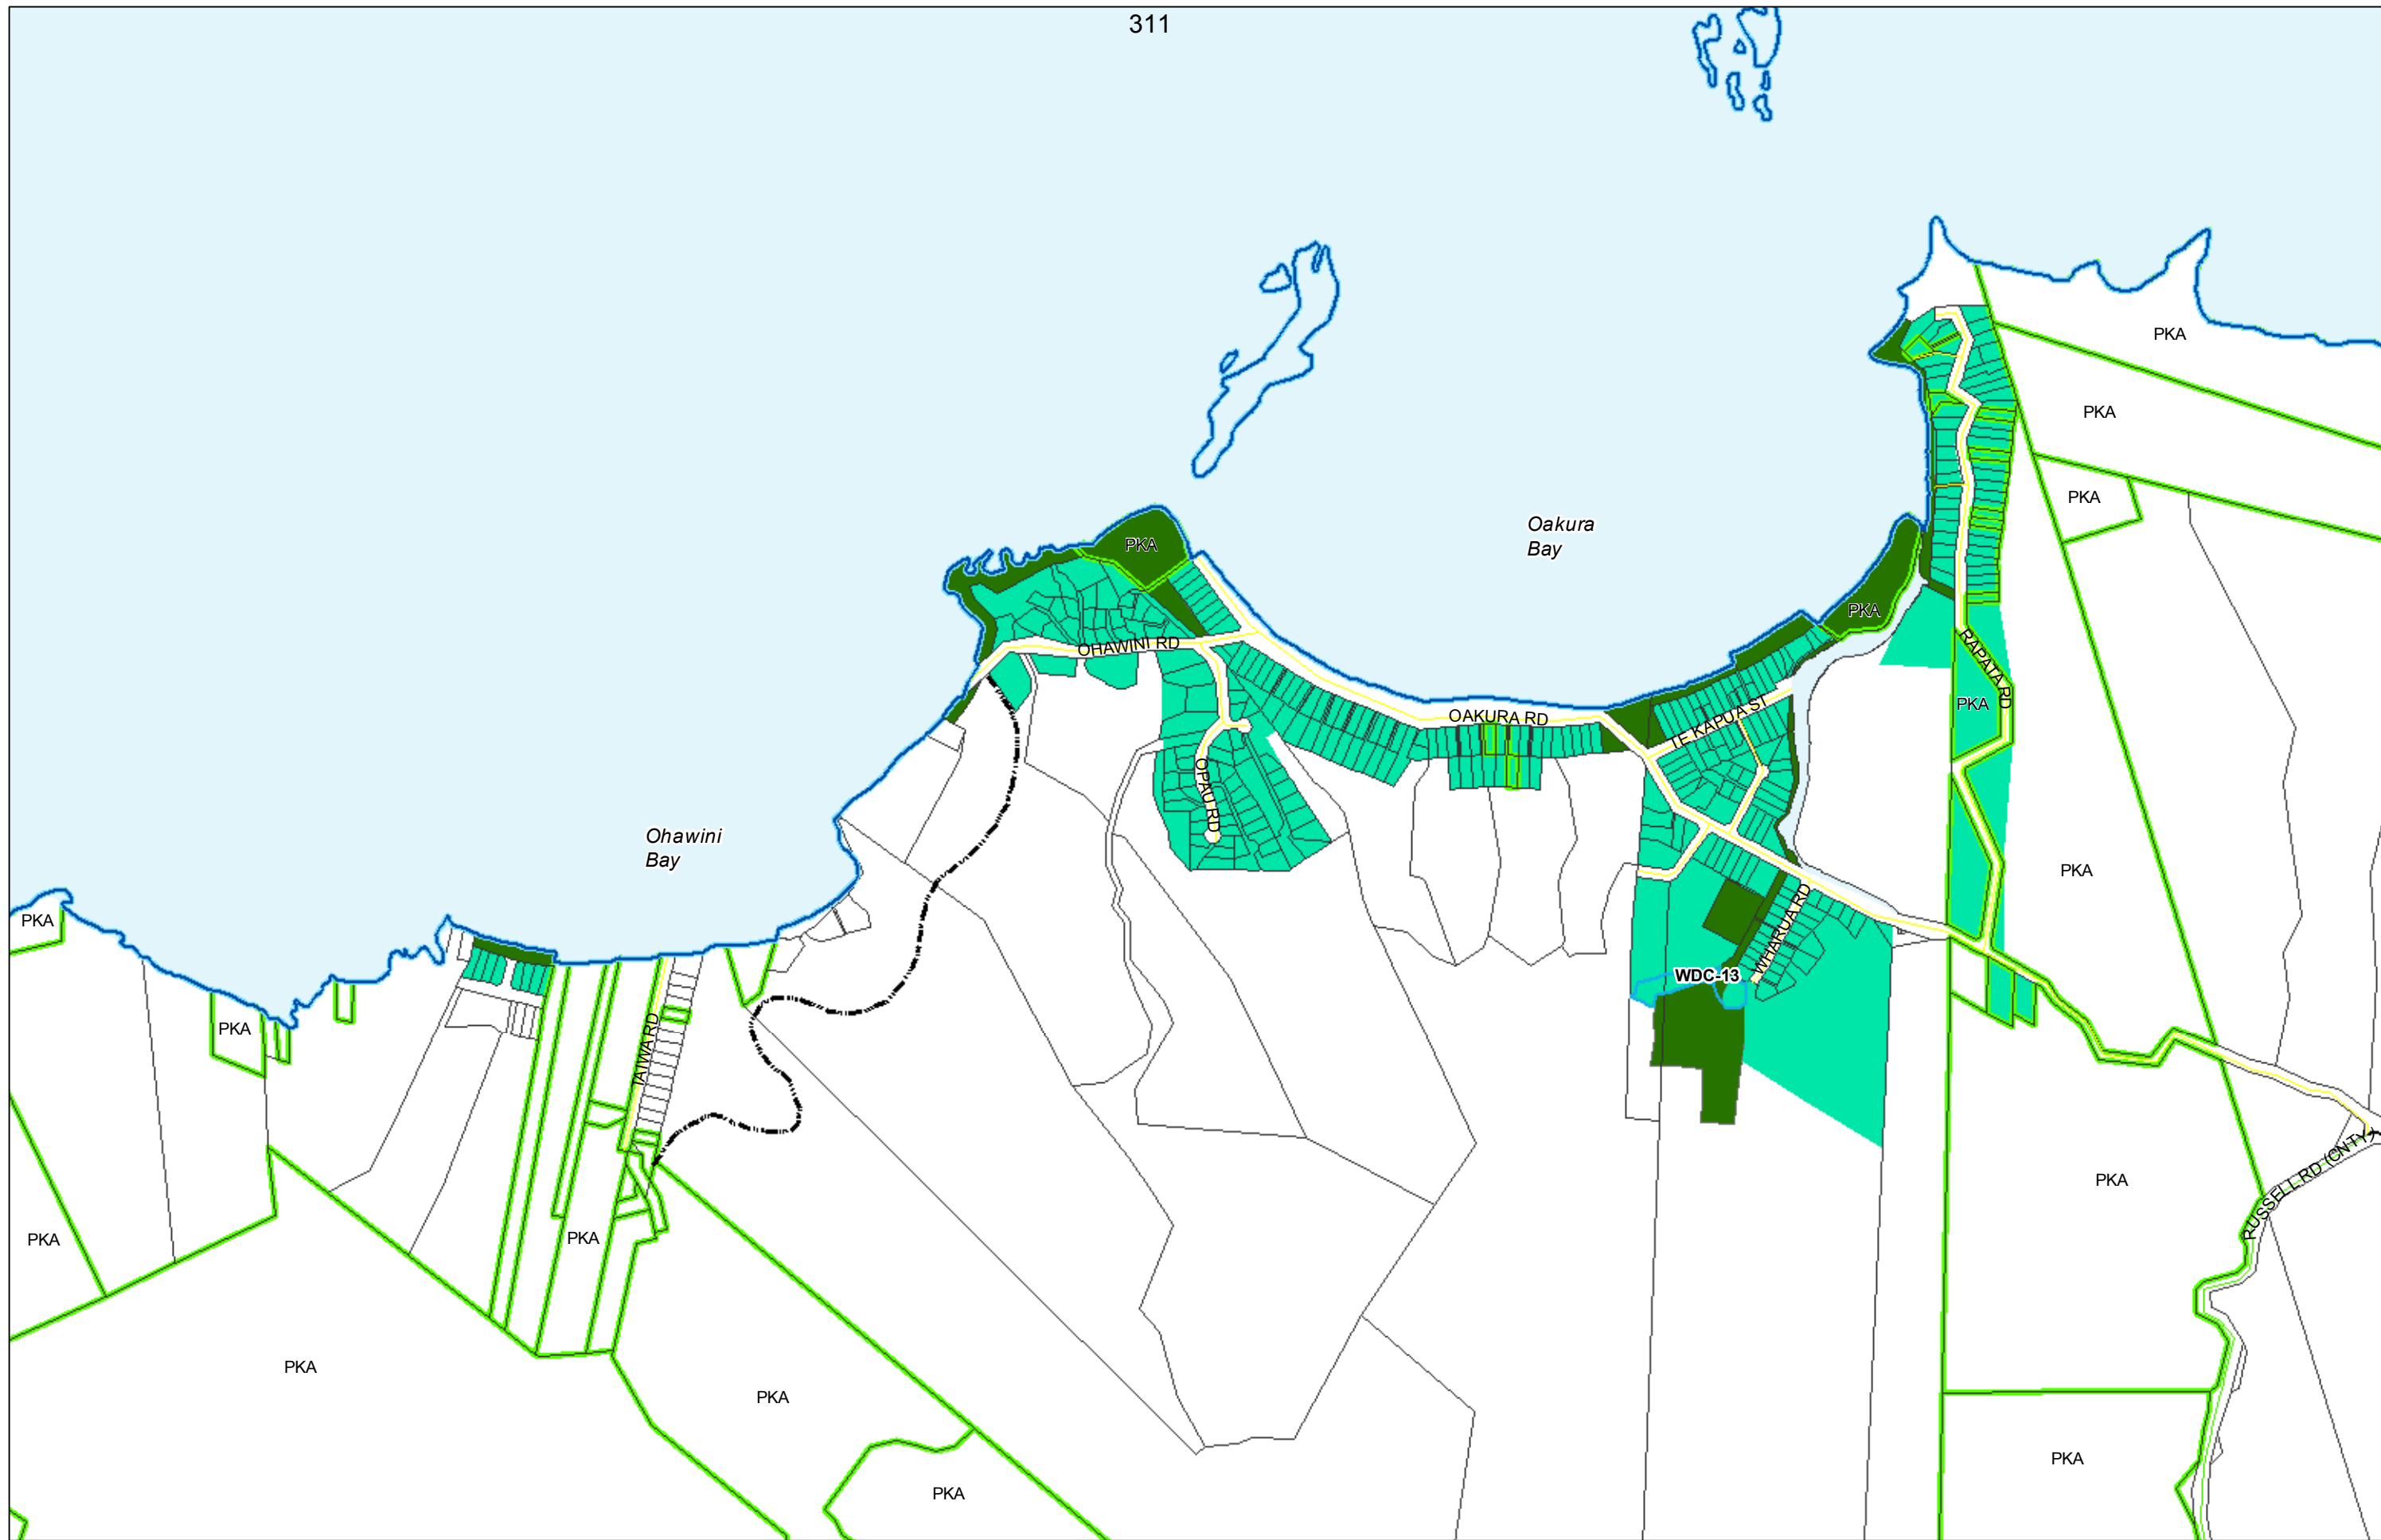 311
PKA
PKA
PKA
Oakura
Bay
PKA
PKA
OHAWINI RD
RAPATA RD
PKA
OAKURA RD
TE KAPUA ST
OPAU RD
Ohawini
Bay
PKA
PKA
WHARUA RD
WDC-13
PKA
TAIWA RD
RUSSELL RD (CNTY)
PKA
PKA
PKA
PKA
PKA
PKA
PKA